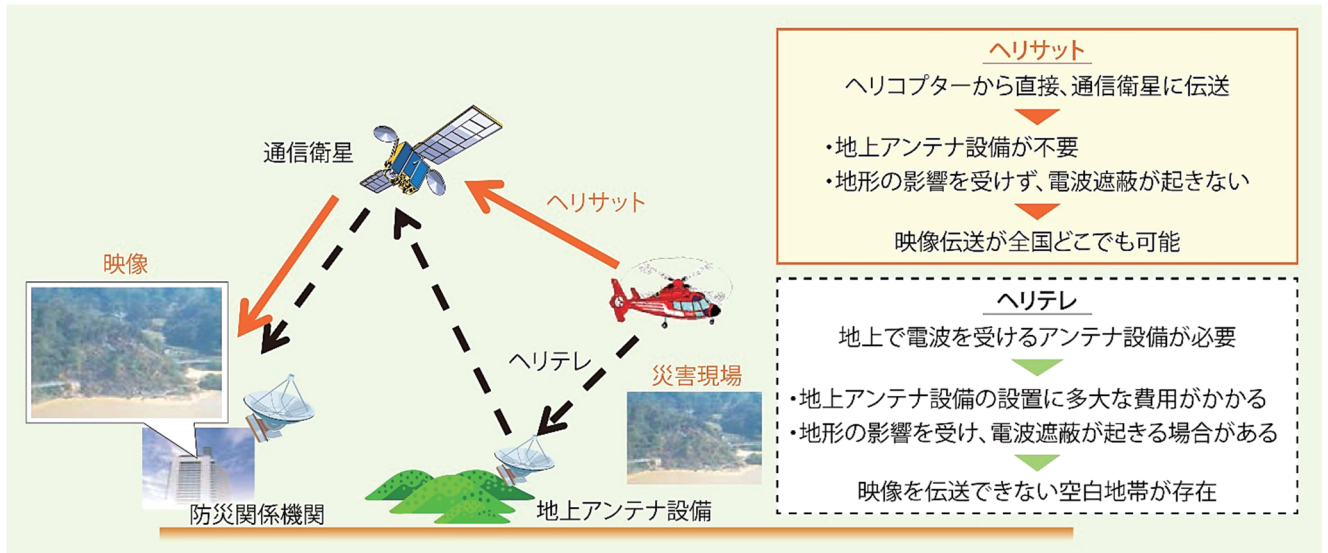 通信衛星
ヘリサット
映像
ヘリテレ
災害現場
防災関係機関
地上アンテナ設備
ヘリサット
ヘリコプターから直接、通信衛星に伝送
・地上アンテナ設備が不要
・地形の影響を受けず、電波遮蔽が起きない
映像伝送が全国どこでも可能
ヘリテレ
地上で電波を受けるアンテナ設備が必要
・地上アンテナ設備の設置に多大な費用がかかる
・地形の影響を受け、電波遮蔽が起きる場合がある
映像を伝送できない空白地帯が存在